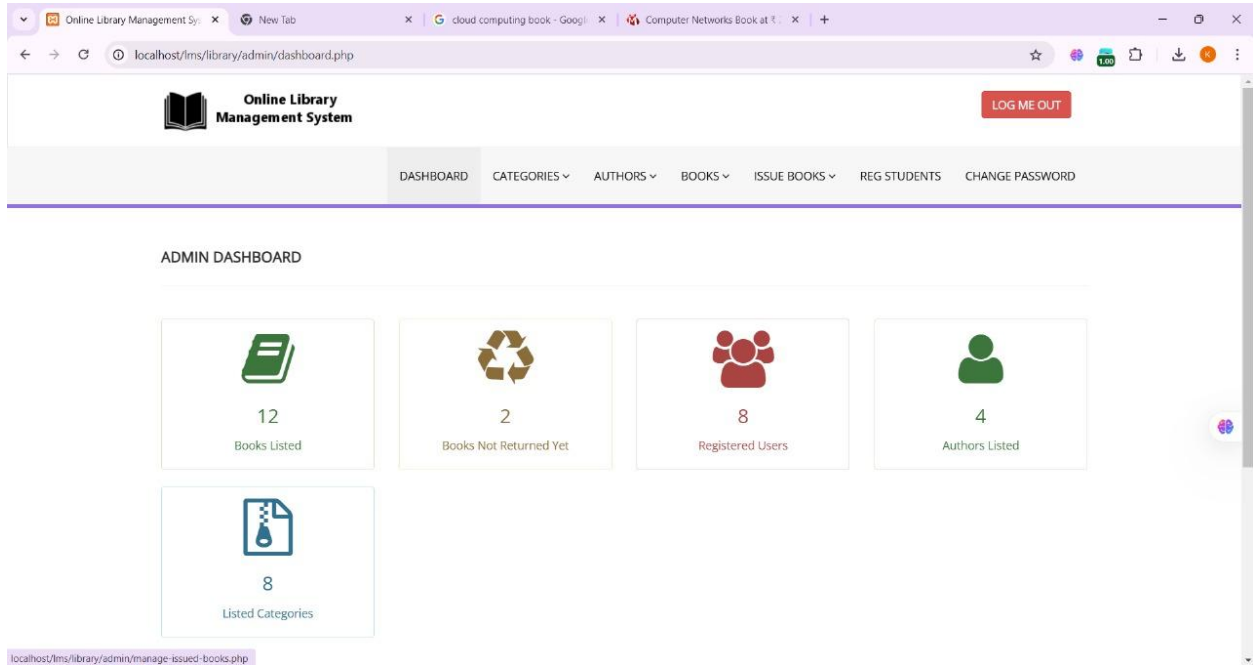 Online Library Management Sy
New Tab
cloud computing book - Googl
Computer Networks Book at ₹
localhost/lms/library/admin/dashboard.php
1.00
K
Online Library
Management System
LOG ME OUT
DASHBOARD CATEGORIES AUTHORS BOOKS ISSUE BOOKS REG STUDENTS CHANGE PASSWORD
ADMIN DASHBOARD
12
Books Listed
2
Books Not Returned Yet
8
Registered Users
4
Authors Listed
8
Listed Categories
localhost/lms/library/admin/manage-issued-books.php